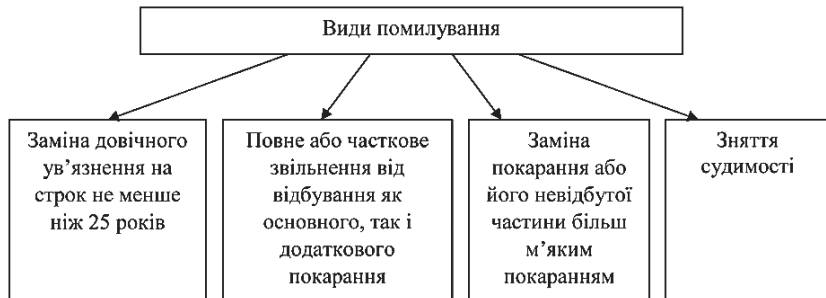 Види помилування
Заміна довічного
ув’язнення на
строк не менше
ніж 25 років
Повне або часткове
звільнення від
відбування як
основного, так і
додаткового
покарання
Заміна
покарання або
його невідбутої
частини більш
м’яким
покаранням
Зняття
судимості